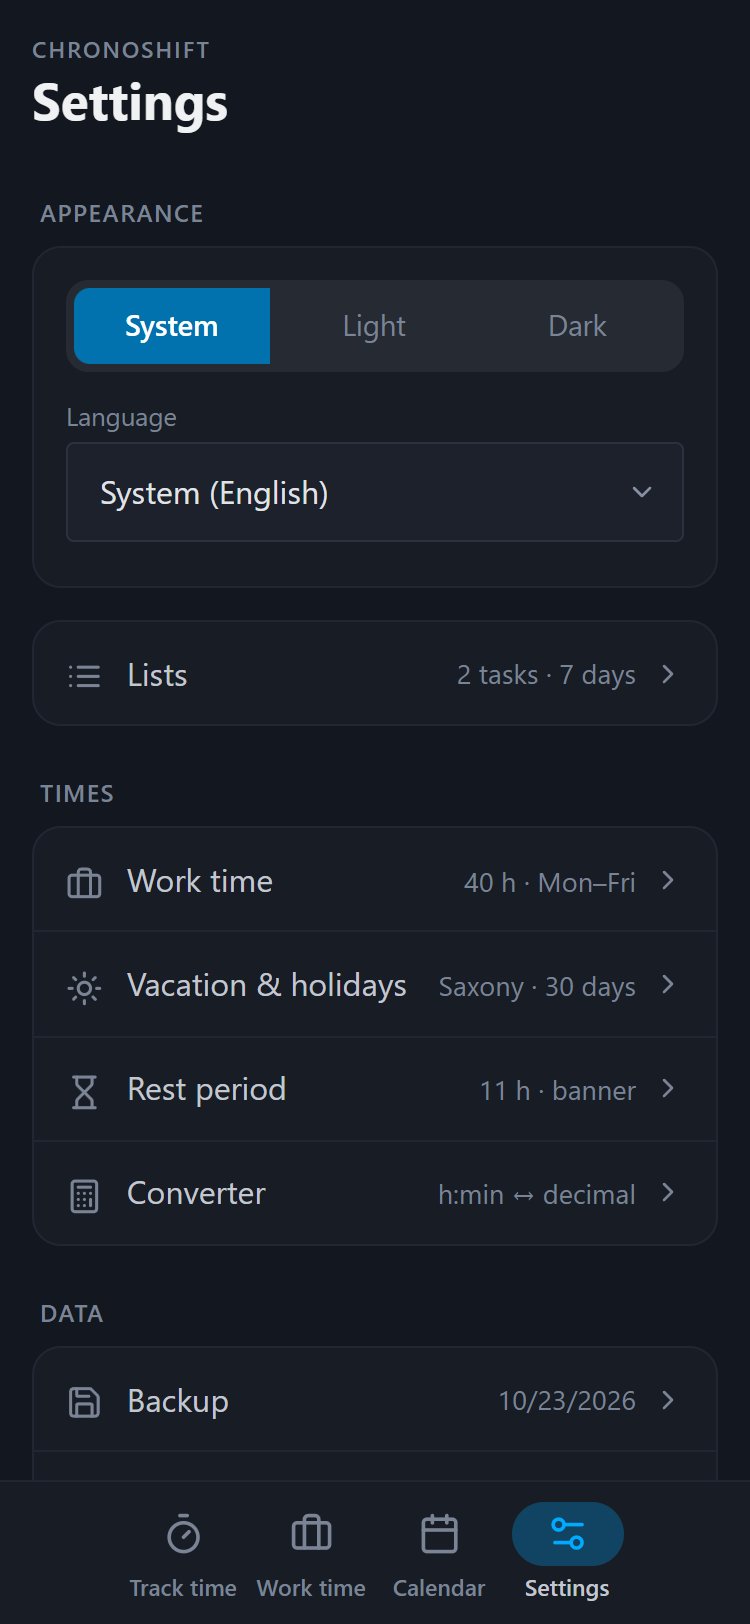 CHRONOSHIFT
Settings
APPEARANCE
System Light Dark
Language
System (English)
Lists 2 tasks · 7 days
TIMES
Work time 40 h · Mon–Fri
Vacation & holidays Saxony · 30 days
Rest period 11 h · banner
Converter h:min ↔ decimal
DATA
Backup 10/23/2026
Track time Work time Calendar Settings